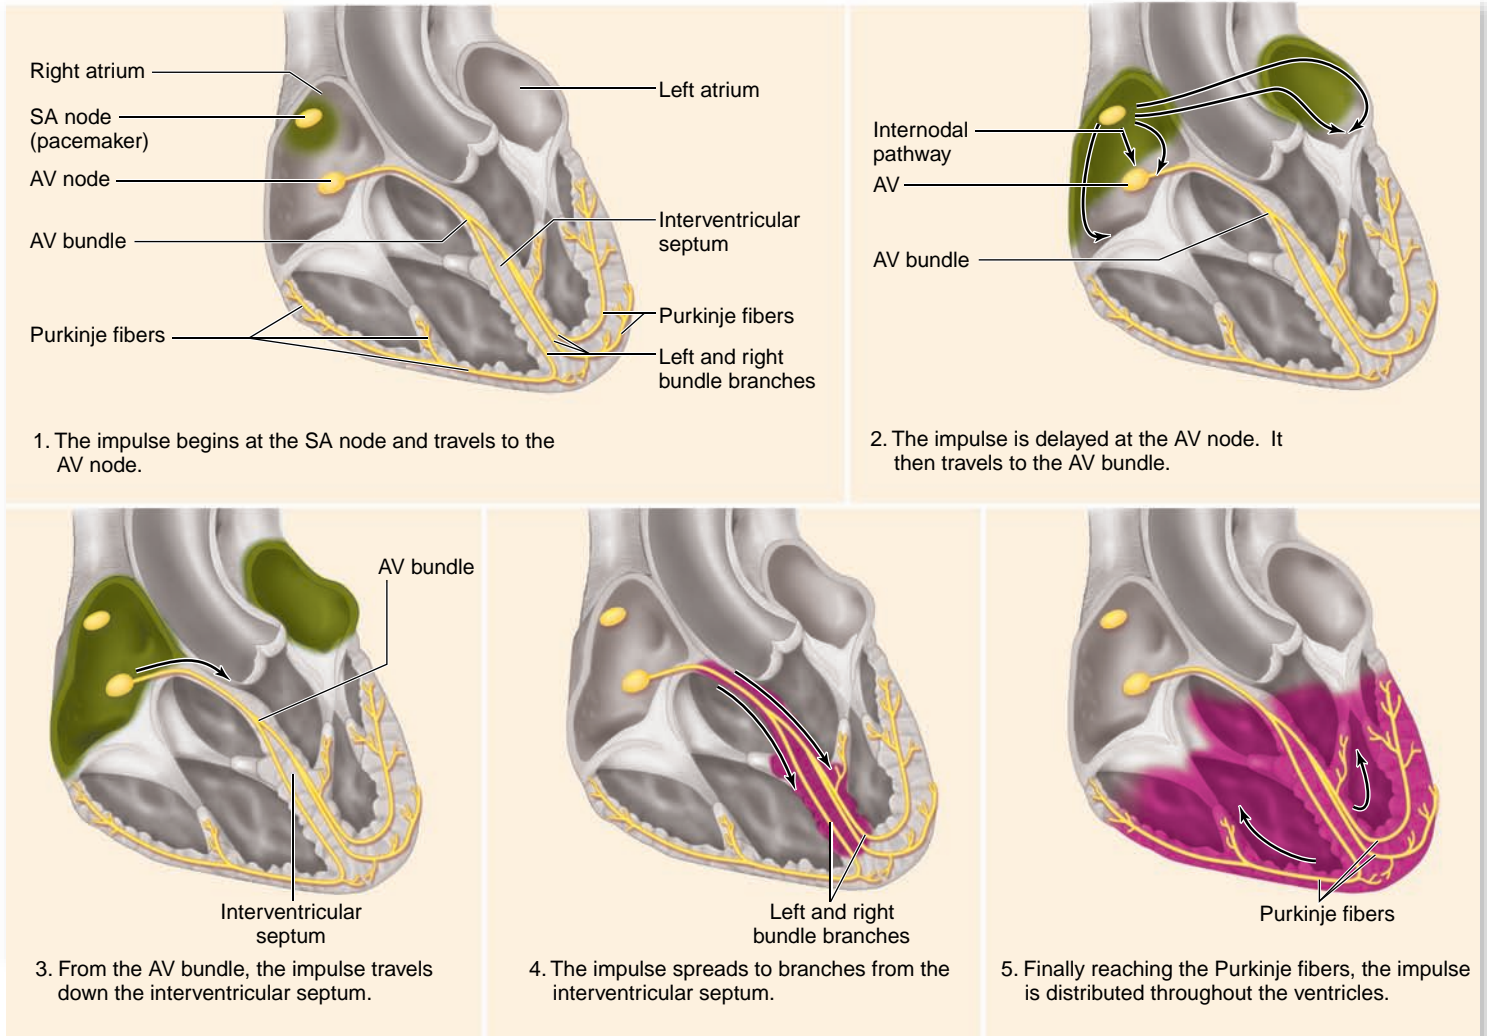 Right atrium
SA node
(pacemaker)
AV node
AV bundle
Purkinje fibers
Left atrium
Interventricular
septum
Purkinje fibers
Left and right
bundle branches
1. The impulse begins at the SA node and travels to the
AV node.
Internodal
pathway
AV
AV bundle
2. The impulse is delayed at the AV node. It
then travels to the AV bundle.
AV bundle
Interventricular
septum
3. From the AV bundle, the impulse travels
down the interventricular septum.
Left and right
bundle branches
4. The impulse spreads to branches from the
interventricular septum.
Purkinje fibers
5. Finally reaching the Purkinje fibers, the impulse
is distributed throughout the ventricles.